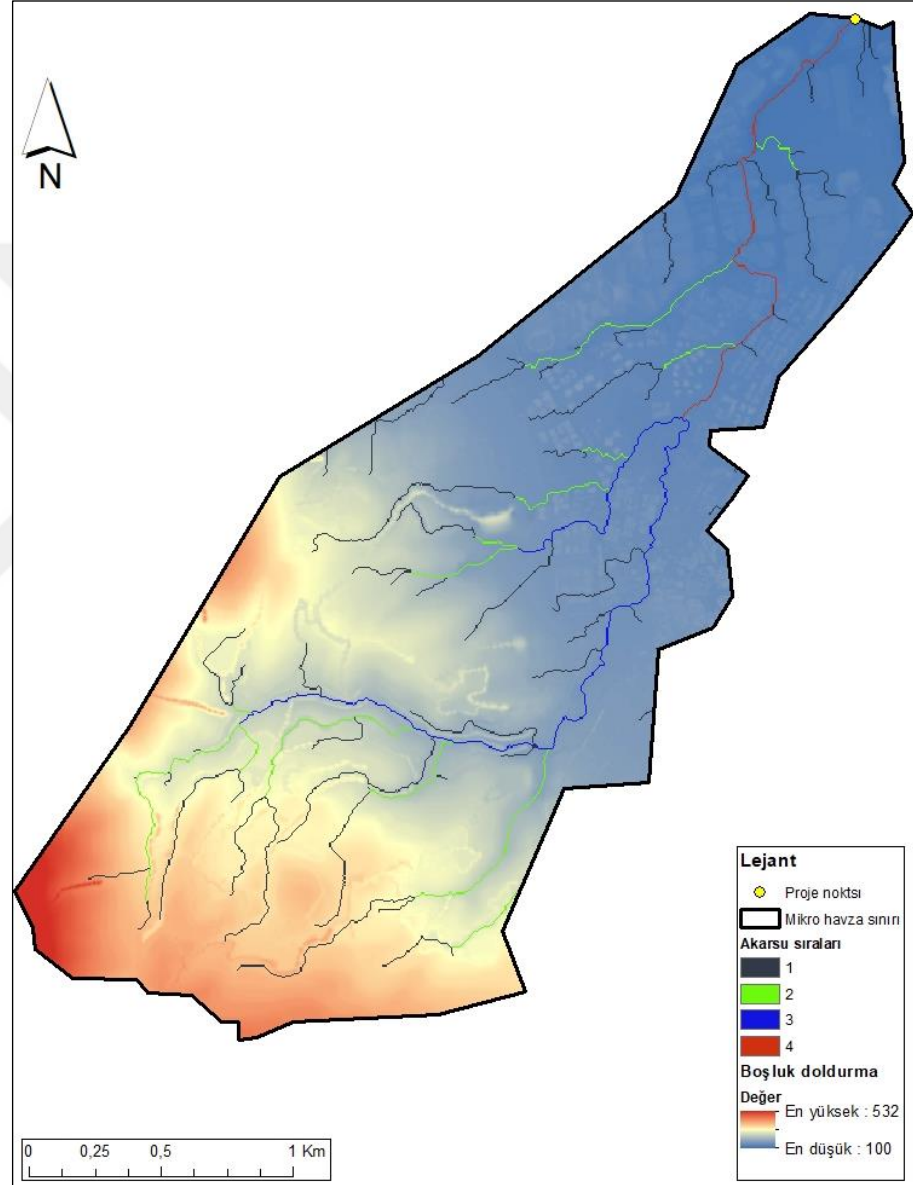 N
Lejant
Proje noktsı
Mikro havza sınırı
Akarsu sıraları
1
2
3
4
Boşluk doldurma
Değer
En yüksek : 532
En düşük : 100
0 0,25 0,5 1 Km